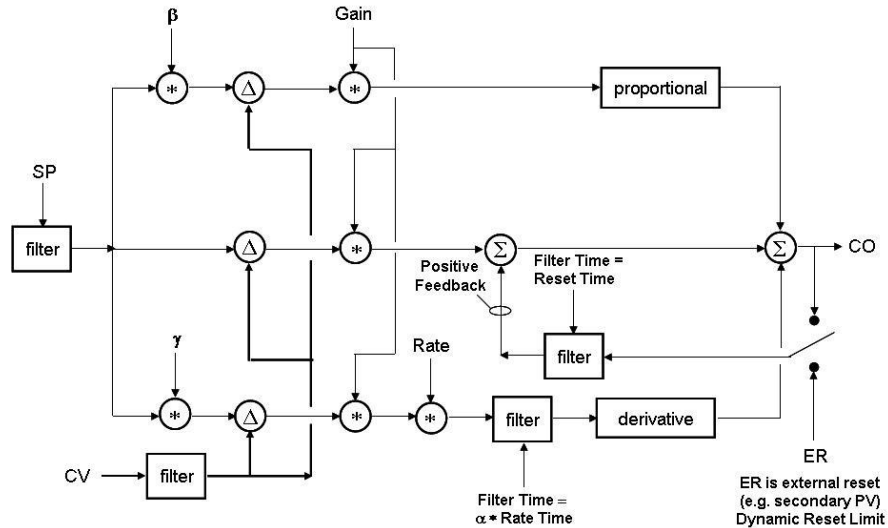 β
Gain
*
Δ
*
proportional
SP
filter
Δ
*
Σ
Σ
CO
Positive
Feedback
Filter Time =
Reset Time
filter
γ
Rate
*
Δ
*
*
filter
derivative
CV
filter
Filter Time =
α * Rate Time
ER
ER is external reset
(e.g. secondary PV)
Dynamic Reset Limit